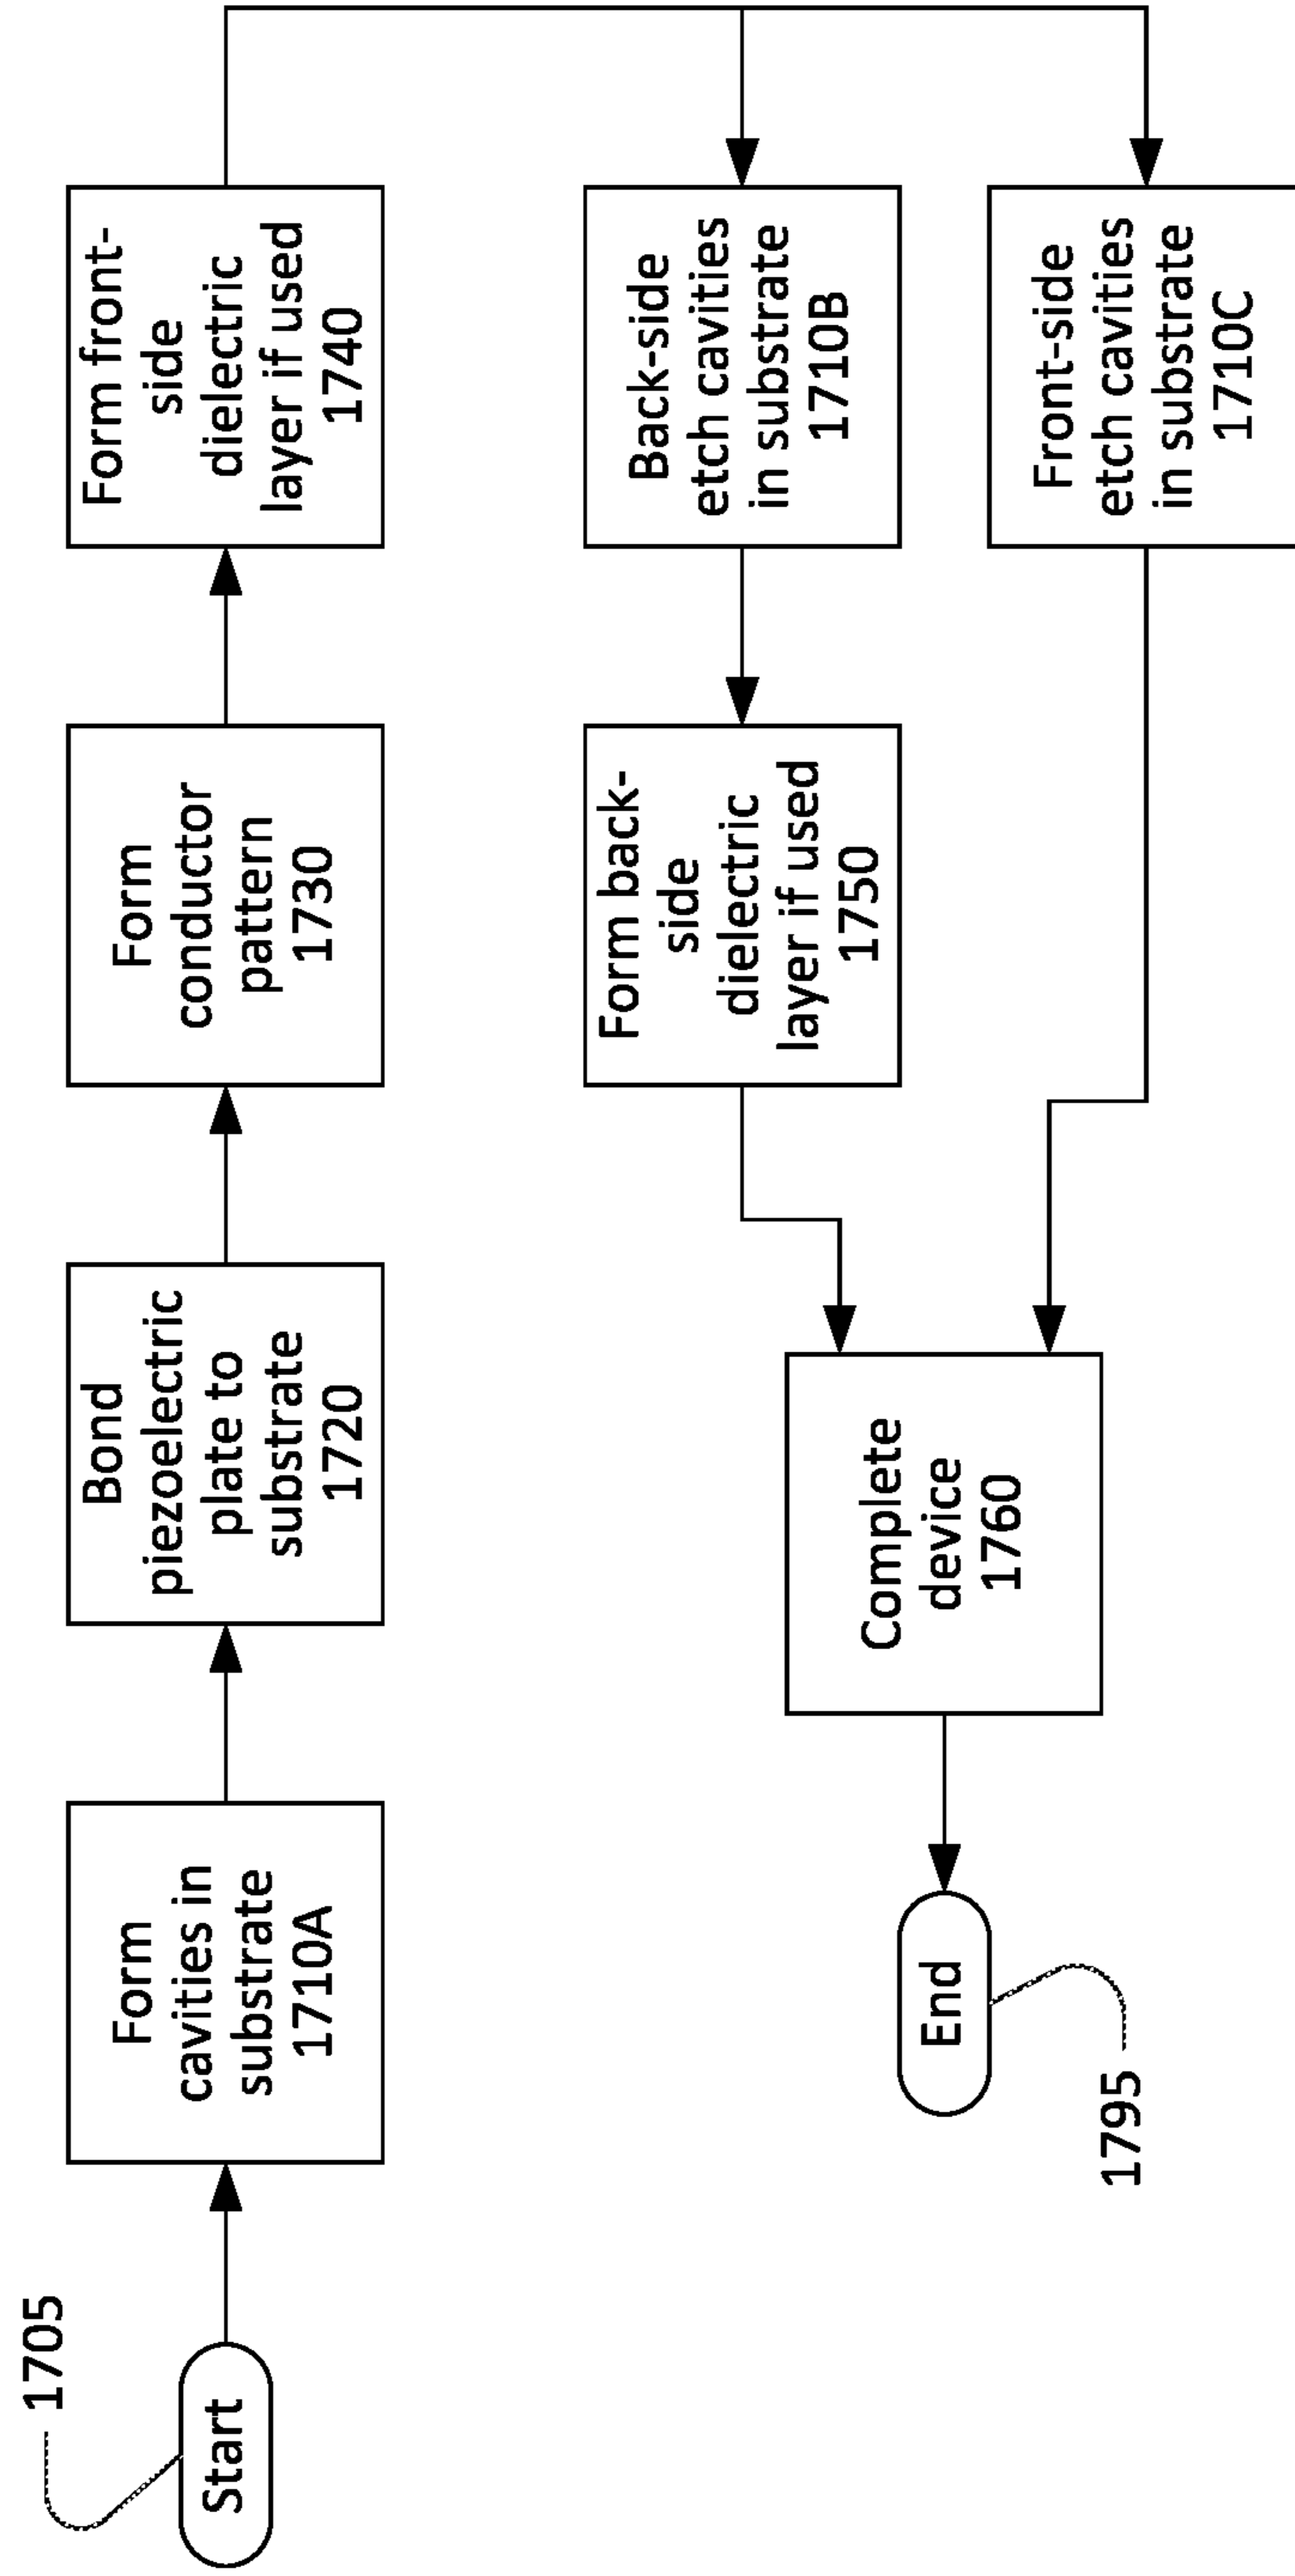 1705
Start
Form
cavities in
substrate
1710A
Bond
piezoelectric
plate to
substrate
1720
Form
conductor
pattern
1730
Form front-
side
dielectric
layer if used
1740
Back-side
etch cavities
in substrate
1710B
Form back-
side
dielectric
layer if used
1750
Front-side
etch cavities
in substrate
1710C
Complete
device
1760
End
1795